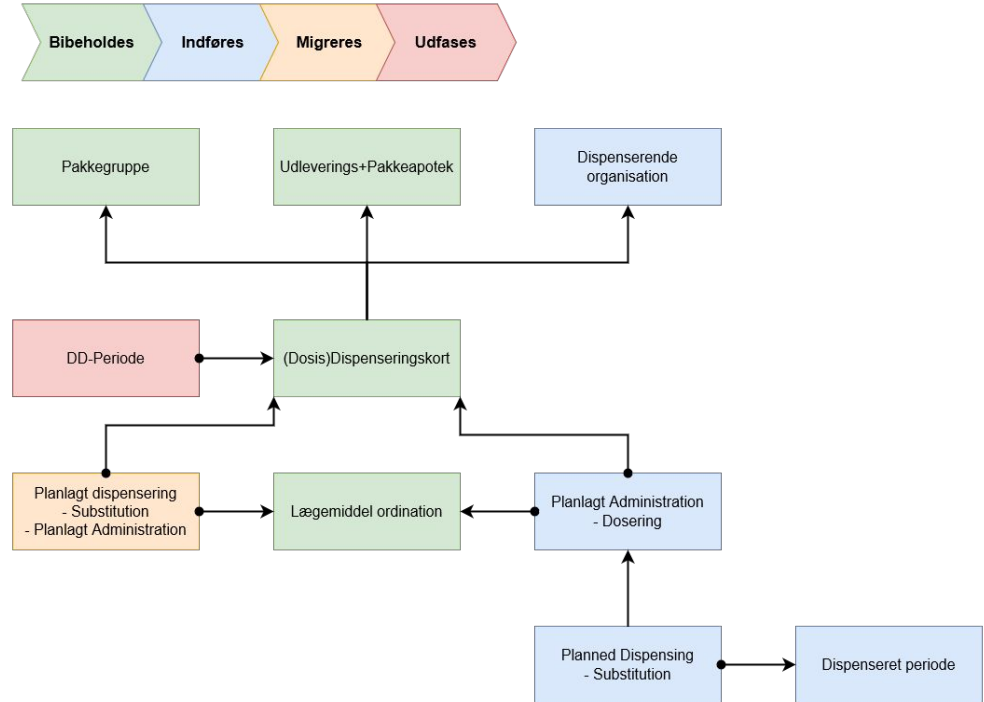 Bibeholdes
Indføres
Migreres
Udfases
Pakkegruppe
Udleverings+Pakkeapotek
Dispenserende
organisation
DD-Periode
(Dosis)Dispenseringskort
Planlagt dispensering
- Substitution
- Planlagt Administration
Lægemiddel ordination
Planlagt Administration
- Dosering
Planned Dispensing
- Substitution
Dispenseret periode